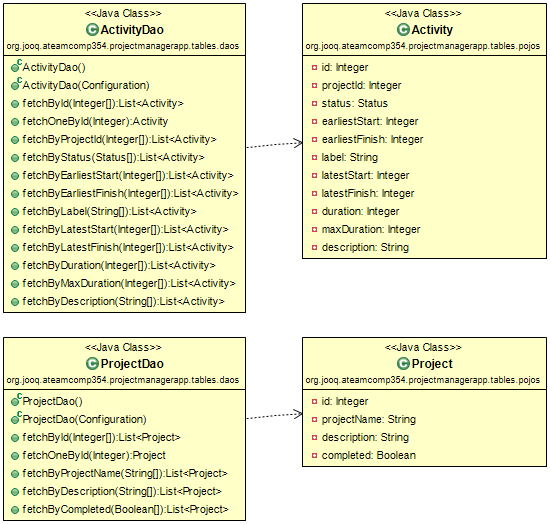 <<Java Class>>
ActivityDao
org.jooq.ateamcomp354.projectmanagerapp.tables.daos
ActivityDao()
ActivityDao(Configuration)
fetchById(Integer[]):List<Activity>
fetchOneById(Integer):Activity
fetchByProjectId(Integer[]):List<Activity>
fetchByStatus(Status[]):List<Activity>
fetchByEarliestStart(Integer[]):List<Activity>
fetchByEarliestFinish(Integer[]):List<Activity>
fetchByLabel(String[]):List<Activity>
fetchByLatestStart(Integer[]):List<Activity>
fetchByLatestFinish(Integer[]):List<Activity>
fetchByDuration(Integer[]):List<Activity>
fetchByMaxDuration(Integer[]):List<Activity>
fetchByDescription(String[]):List<Activity>
<<Java Class>>
Activity
org.jooq.ateamcomp354.projectmanagerapp.tables.pojos
id: Integer
projectId: Integer
status: Status
earliestStart: Integer
earliestFinish: Integer
label: String
latestStart: Integer
latestFinish: Integer
duration: Integer
maxDuration: Integer
description: String
<<Java Class>>
ProjectDao
org.jooq.ateamcomp354.projectmanagerapp.tables.daos
ProjectDao()
ProjectDao(Configuration)
fetchById(Integer[]):List<Project>
fetchOneById(Integer):Project
fetchByProjectName(String[]):List<Project>
fetchByDescription(String[]):List<Project>
fetchByCompleted(Boolean[]):List<Project>
<<Java Class>>
Project
org.jooq.ateamcomp354.projectmanagerapp.tables.pojos
id: Integer
projectName: String
description: String
completed: Boolean